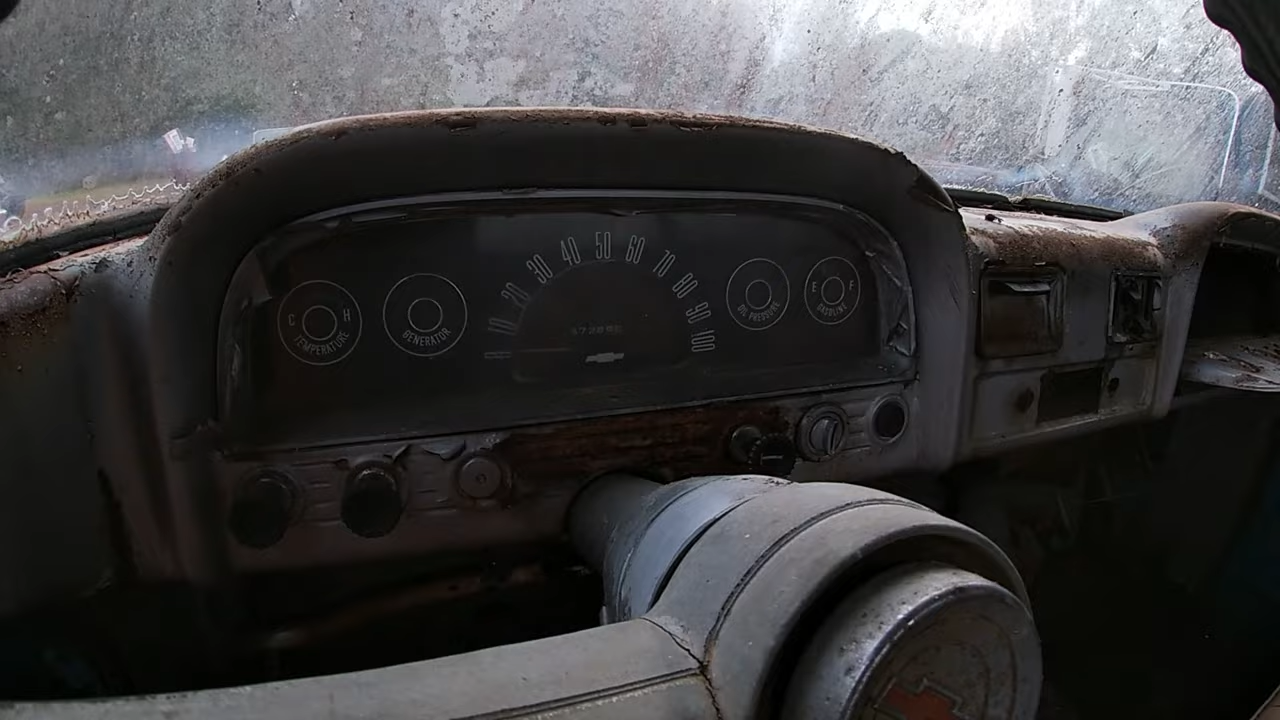 C H
TEMPERATURE
GENERATOR
10 20 30 40 50 60 70 80 90 100
OIL PRESSURE
E F
GASOLINE